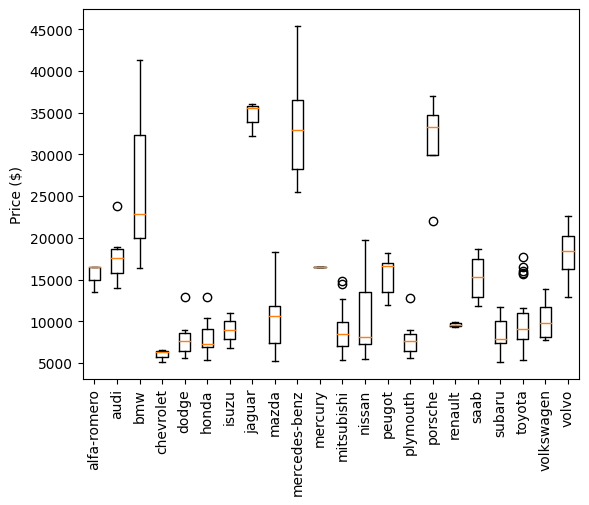 Price ($)
45000
40000
35000
30000
25000
20000
15000
10000
5000
alfa-romero
audi
bmw
chevrolet
dodge
honda
isuzu
jaguar
mazda
mercedes-benz
mercury
mitsubishi
nissan
peugot
plymouth
porsche
renault
saab
subaru
toyota
volkswagen
volvo